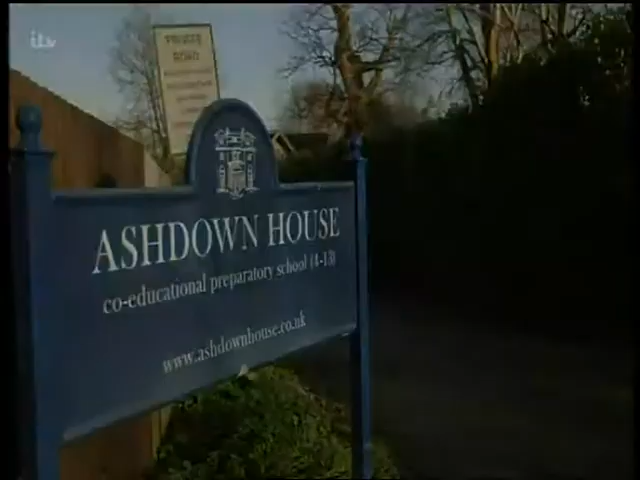 itv
PRIVATE
ROAD
ASHDOWN HOUSE
co-educational preparatory school (4-13)
www.ashdownhouse.co.uk